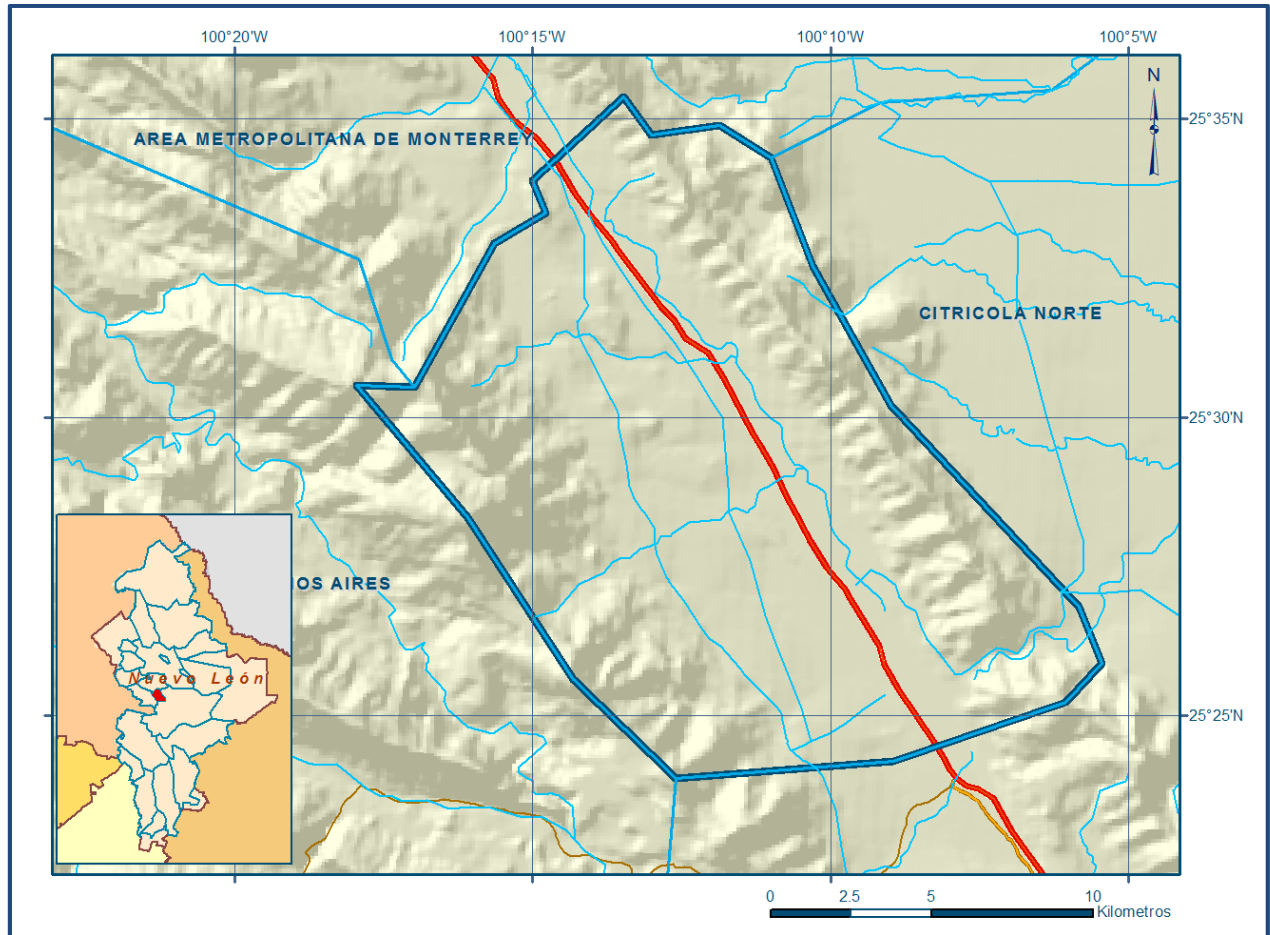 100°20'W
100°15'W
100°10'W
100°5'W
N
25°35'N
AREA METROPOLITANA DE MONTERREY
CITRICOLA NORTE
25°30'N
IOS AIRES
Nuevo León
25°25'N
0
2.5
5
10
Kilometros